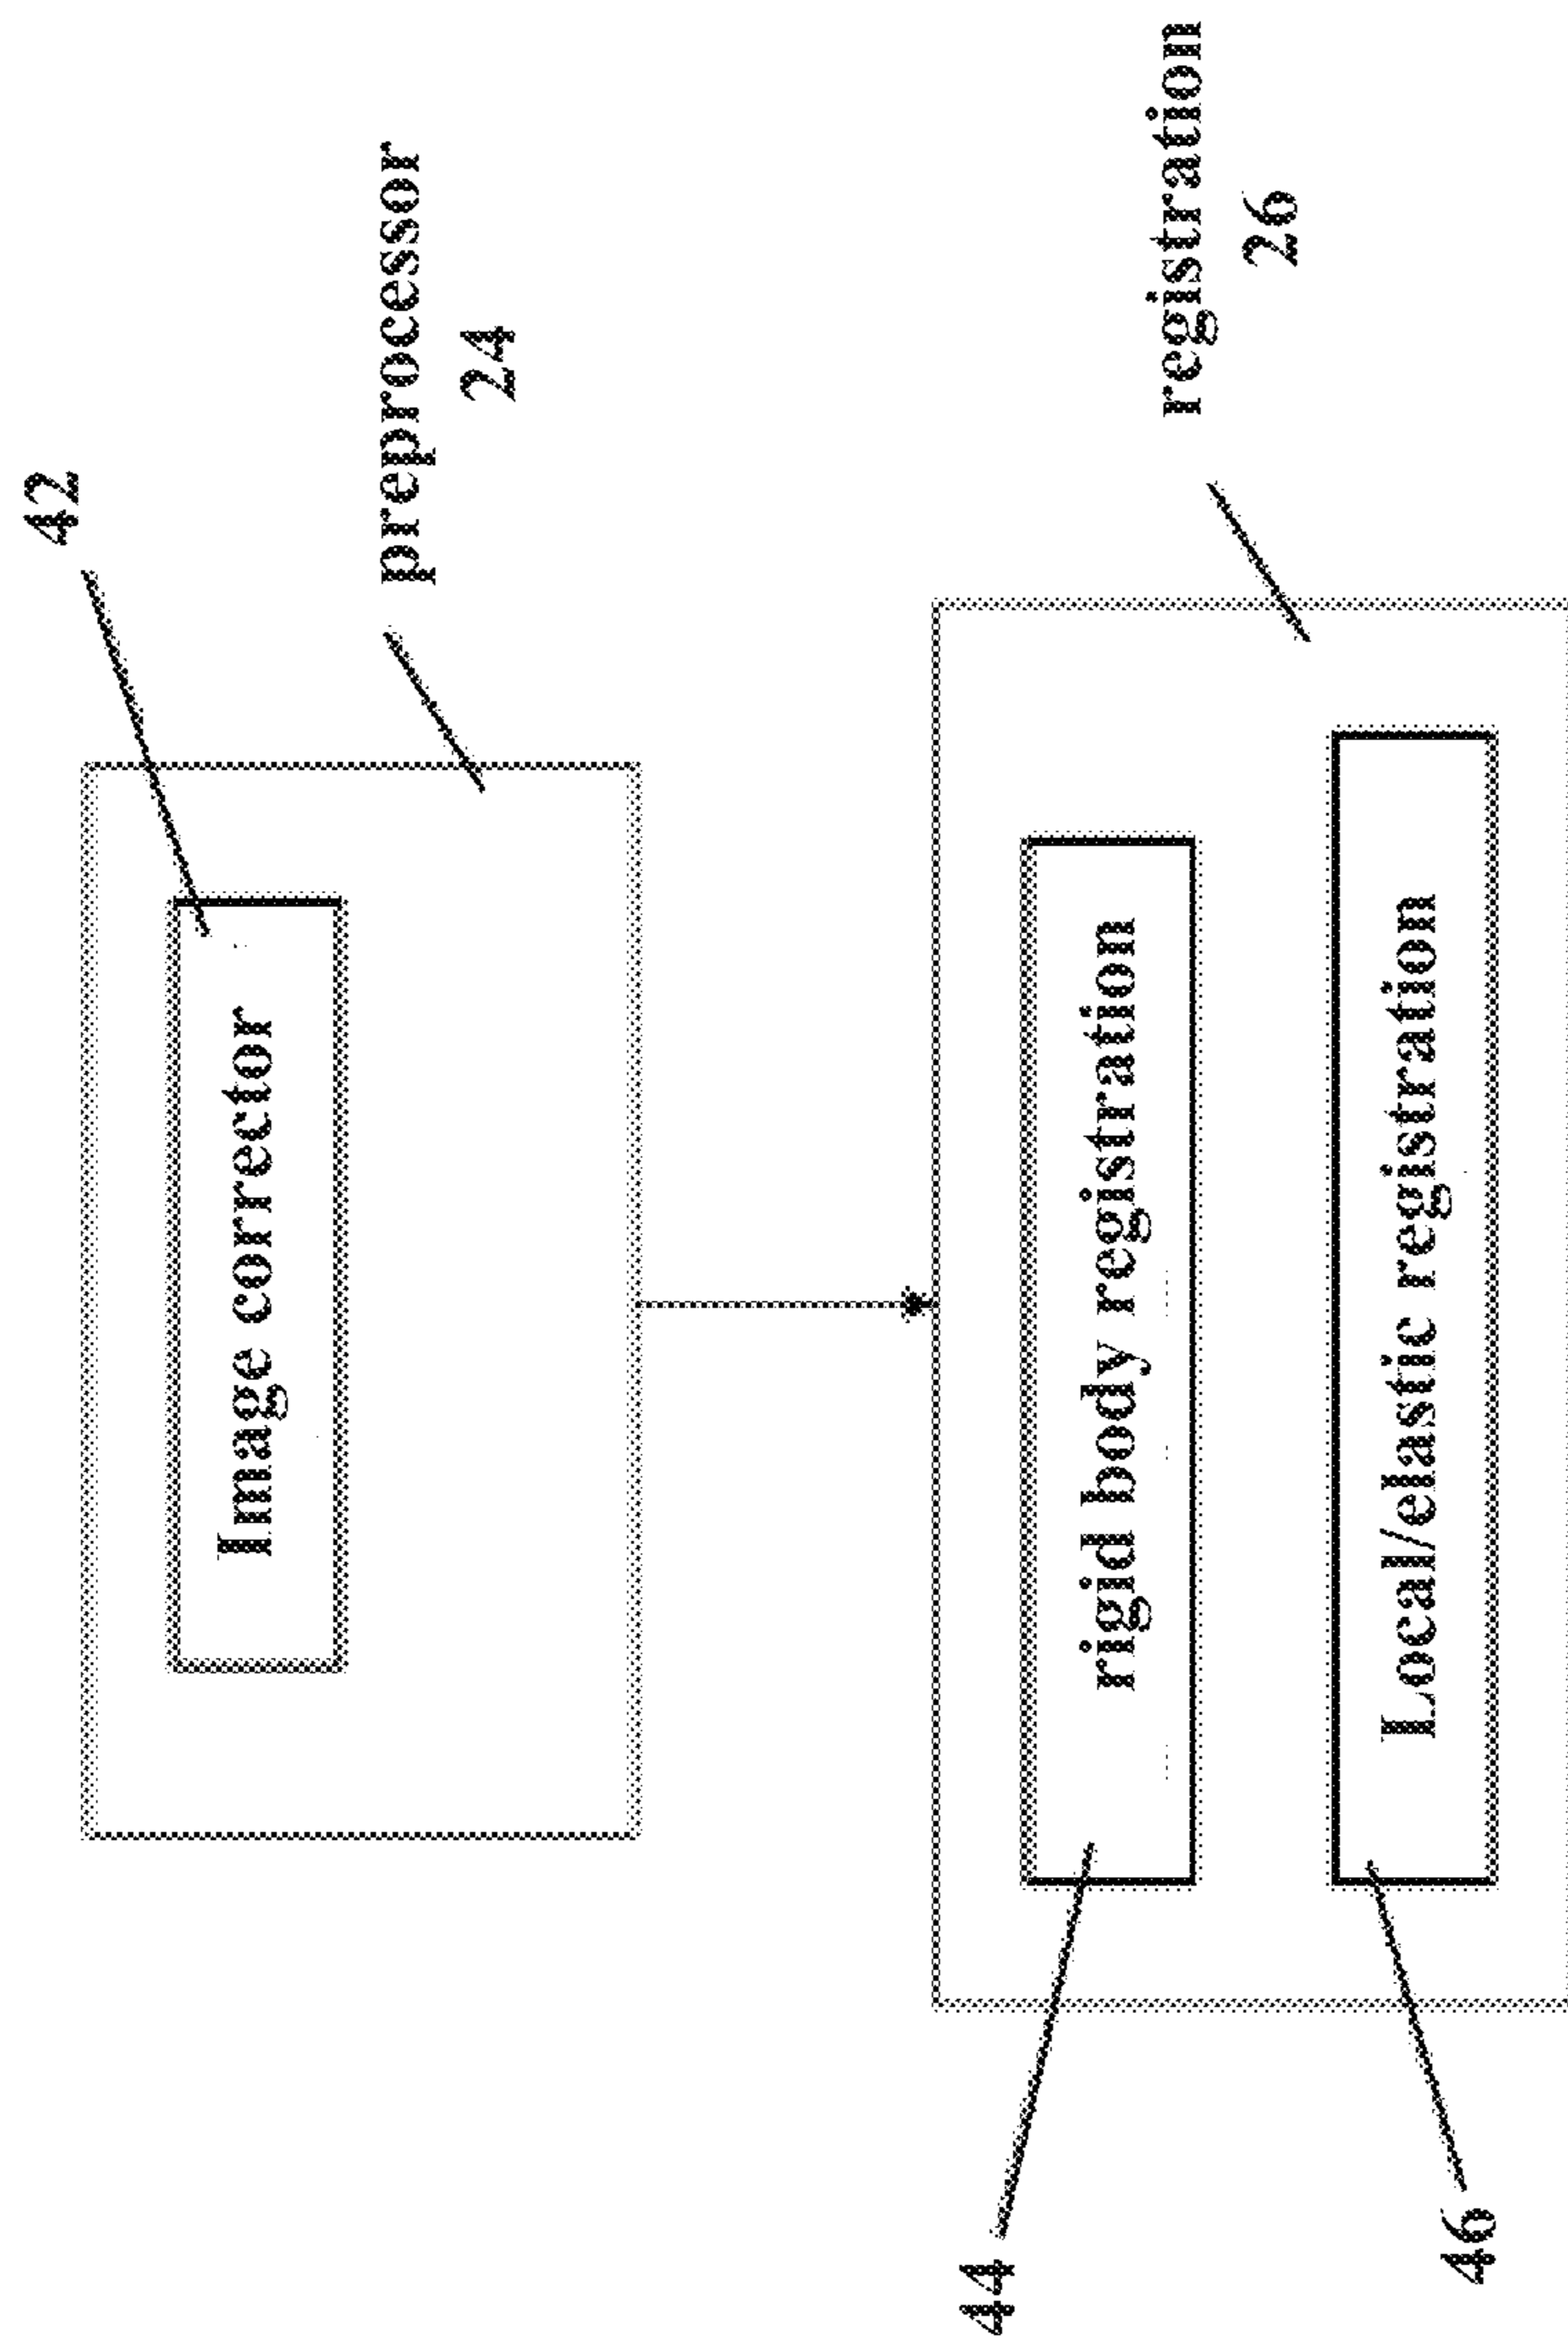 42
Image corrector
preprocessor
24
registration
26
rigid body registration
Local/elastic registration
44
46